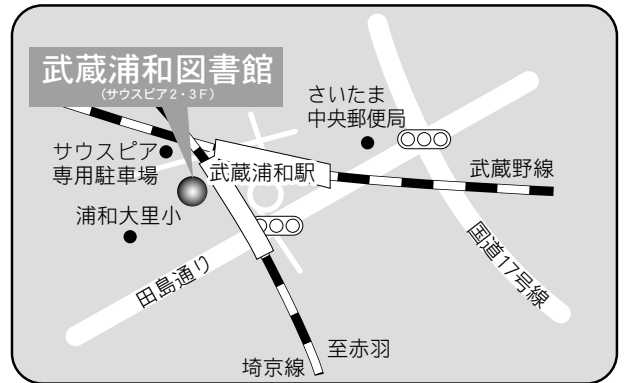 武蔵浦和図書館
(サウスピア2・3F)
さいたま
中央郵便局
サウスピア
専用駐車場
武蔵浦和駅
武蔵野線
浦和大里小
田島通り
国道17号線
埼京線
至赤羽